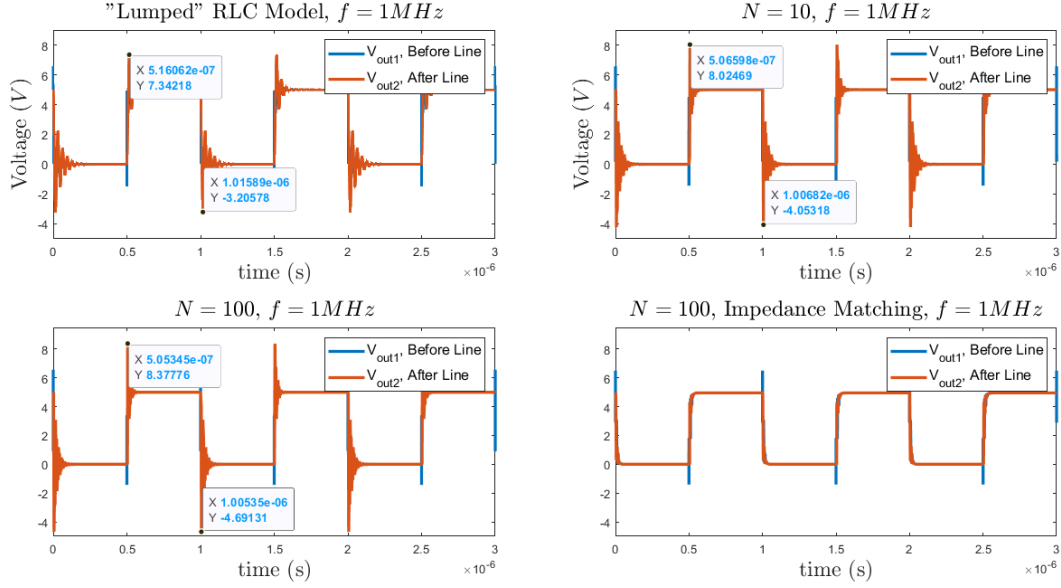 "Lumped" RLC Model, f = 1MHz
Voltage (V)
8
6
4
2
0
-2
-4
0
0.5
1
1.5
2
2.5
3
×10⁻⁶
time (s)
V_out1, Before Line
V_out2, After Line
X 5.16062e-07
Y 7.34218
X 1.01589e-06
Y -3.20578
N = 10, f = 1MHz
Voltage (V)
8
6
4
2
0
-2
-4
0
0.5
1
1.5
2
2.5
3
×10⁻⁶
time (s)
V_out1, Before Line
V_out2, After Line
X 5.06598e-07
Y 8.02469
X 1.00682e-06
Y -4.05318
N = 100, f = 1MHz
8
6
4
2
0
-2
-4
0
0.5
1
1.5
2
2.5
3
×10⁻⁶
time (s)
V_out1, Before Line
V_out2, After Line
X 5.05345e-07
Y 8.37776
X 1.00535e-06
Y -4.69131
N = 100, Impedance Matching, f = 1MHz
8
6
4
2
0
-2
-4
0
0.5
1
1.5
2
2.5
3
×10⁻⁶
time (s)
V_out1, Before Line
V_out2, After Line